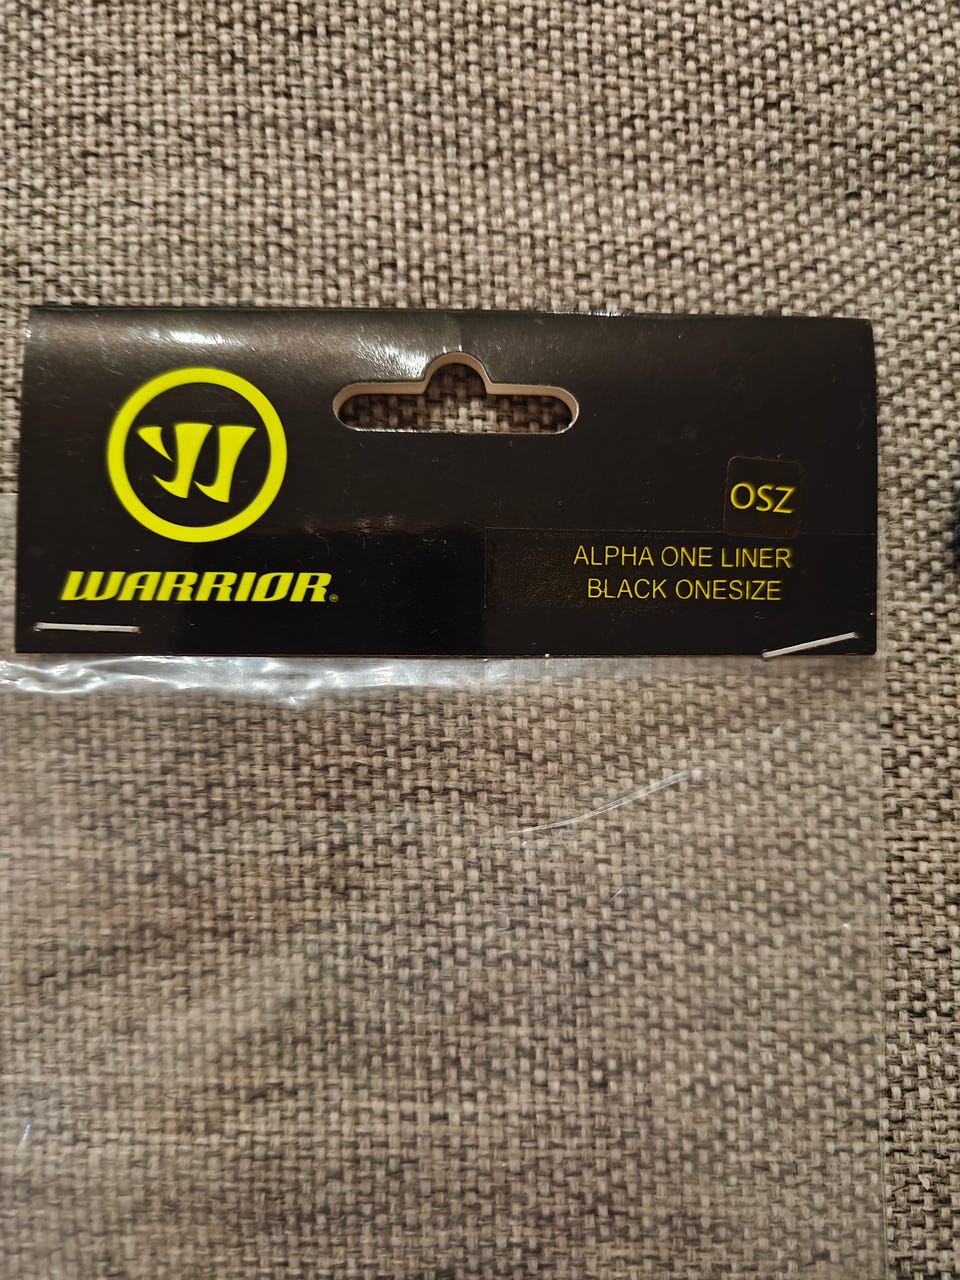 WARRIOR®
OSZ
ALPHA ONE LINER
BLACK ONESIZE